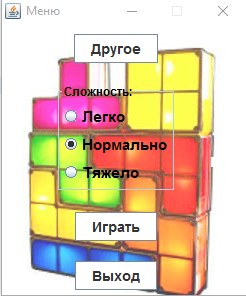 Меню
Другое
Сложность:
Легко
Нормально
Тяжело
Играть
Выход